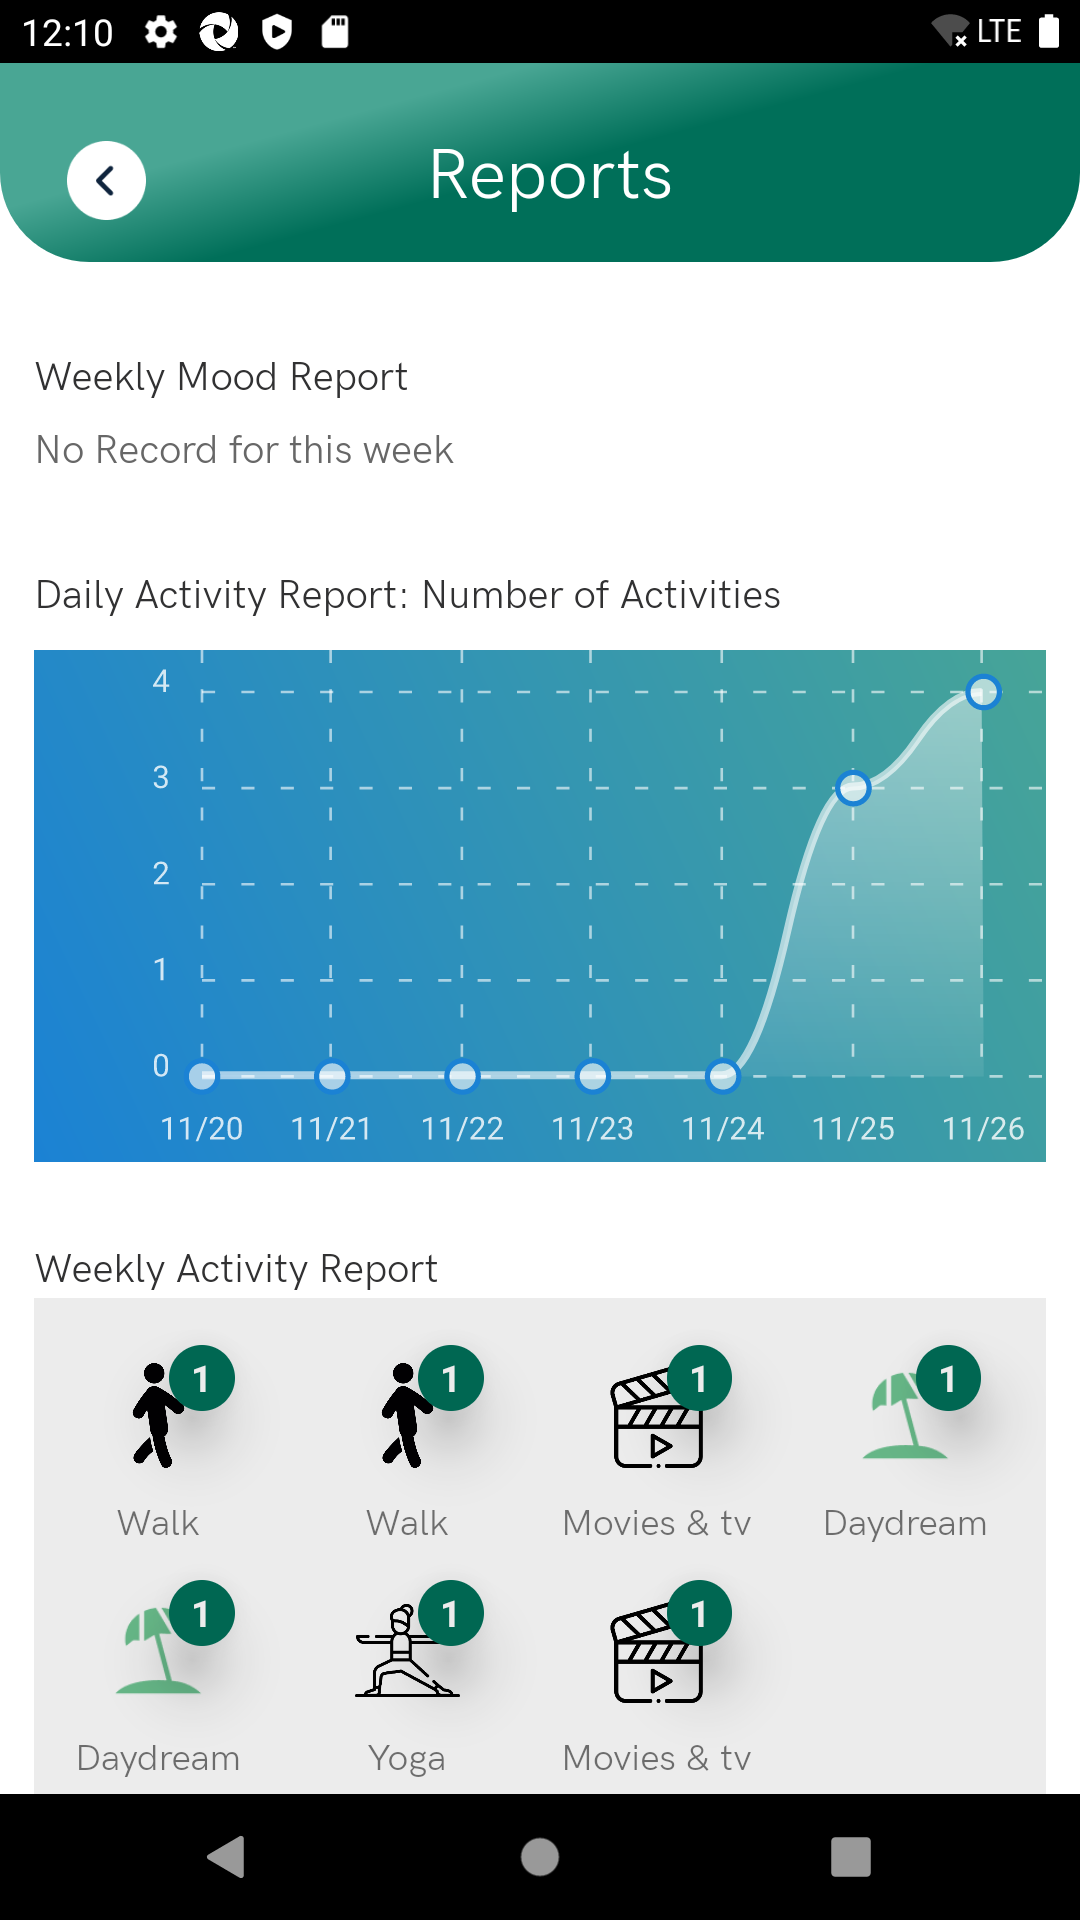 12:10 LTE
Reports
Weekly Mood Report
No Record for this week
Daily Activity Report: Number of Activities
4
3
2
1
0
11/20 11/21 11/22 11/23 11/24 11/25 11/26
Weekly Activity Report
1 1 1 1
Walk Walk Movies & tv Daydream
1 1 1
Daydream Yoga Movies & tv